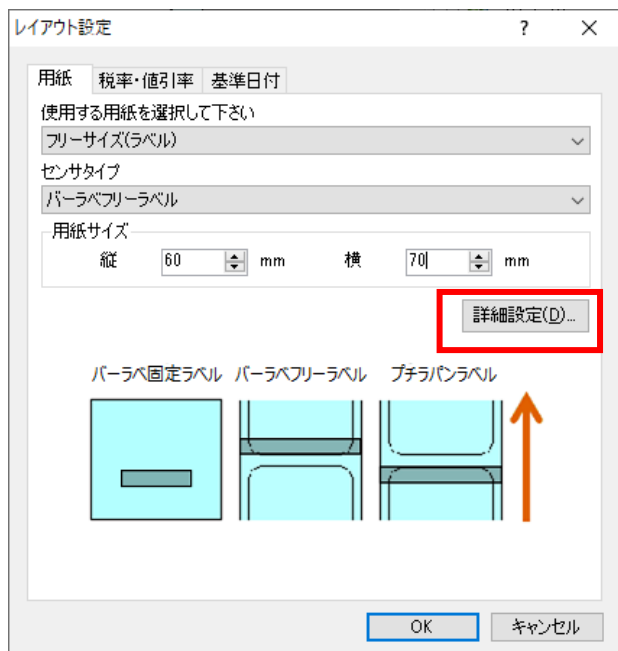 レイアウト設定 ? ×
用紙 税率・値引率 基準日付
使用する用紙を選択して下さい
フリーサイズ(ラベル)
センサタイプ
バーラベフリーラベル
用紙サイズ
縦 60 mm 横 70 mm
詳細設定(D)...
バーラベ固定ラベル バーラベフリーラベル プチラパンラベル
OK キャンセル